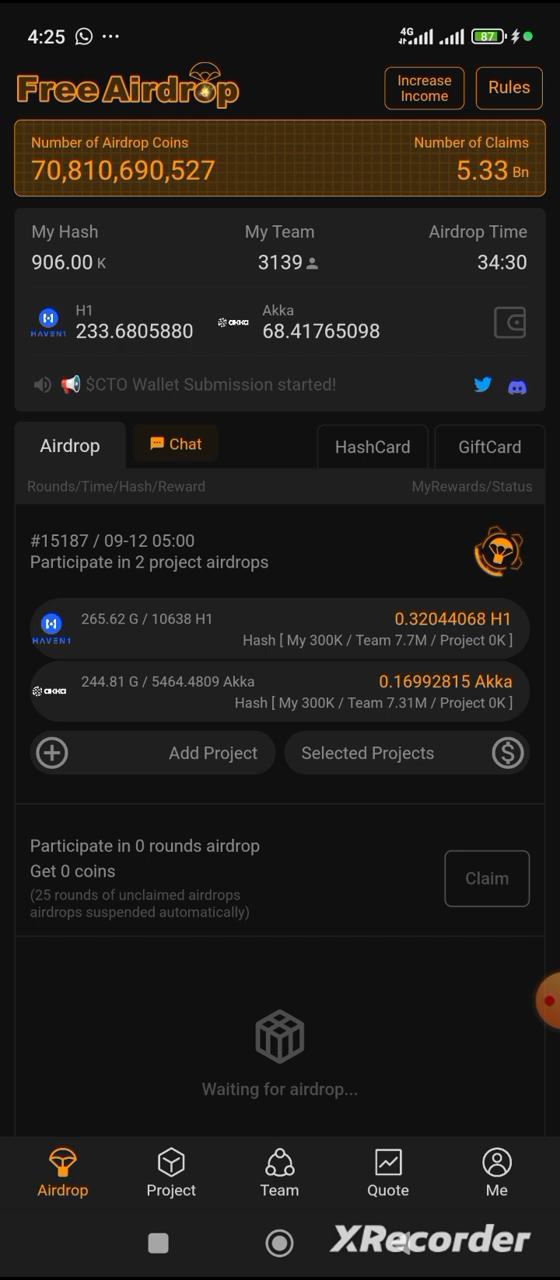 4:25
4G
87
Free Airdrop
Increase
Income
Rules
Number of Airdrop Coins
Number of Claims
70,810,690,527
5.33 Bn
My Hash
My Team
Airdrop Time
906.00 K
3139
34:30
H1
Akka
HAVEN1
233.6805880
akka
68.41765098
$CTO Wallet Submission started!
Airdrop
Chat
HashCard
GiftCard
Rounds/Time/Hash/Reward
MyRewards/Status
#15187 / 09-12 05:00
Participate in 2 project airdrops
HAVEN1
265.62 G / 10638 H1
0.32044068 H1
Hash [ My 300K / Team 7.7M / Project 0K ]
akka
244.81 G / 5464.4809 Akka
0.16992815 Akka
Hash [ My 300K / Team 7.31M / Project 0K ]
Add Project
Selected Projects
Participate in 0 rounds airdrop
Get 0 coins
(25 rounds of unclaimed airdrops
airdrops suspended automatically)
Claim
Waiting for airdrop...
Airdrop
Project
Team
Quote
Me
XRecorder